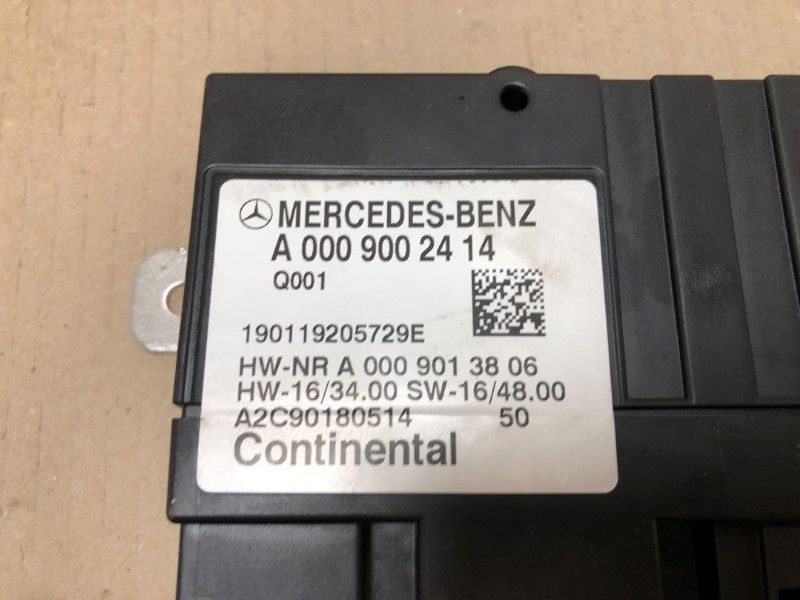 MERCEDES-BENZ
A 000 900 24 14
Q001
190119205729E
HW-NR A 000 901 38 06
HW-16/34.00 SW-16/48.00
A2C90180514 50
Continental